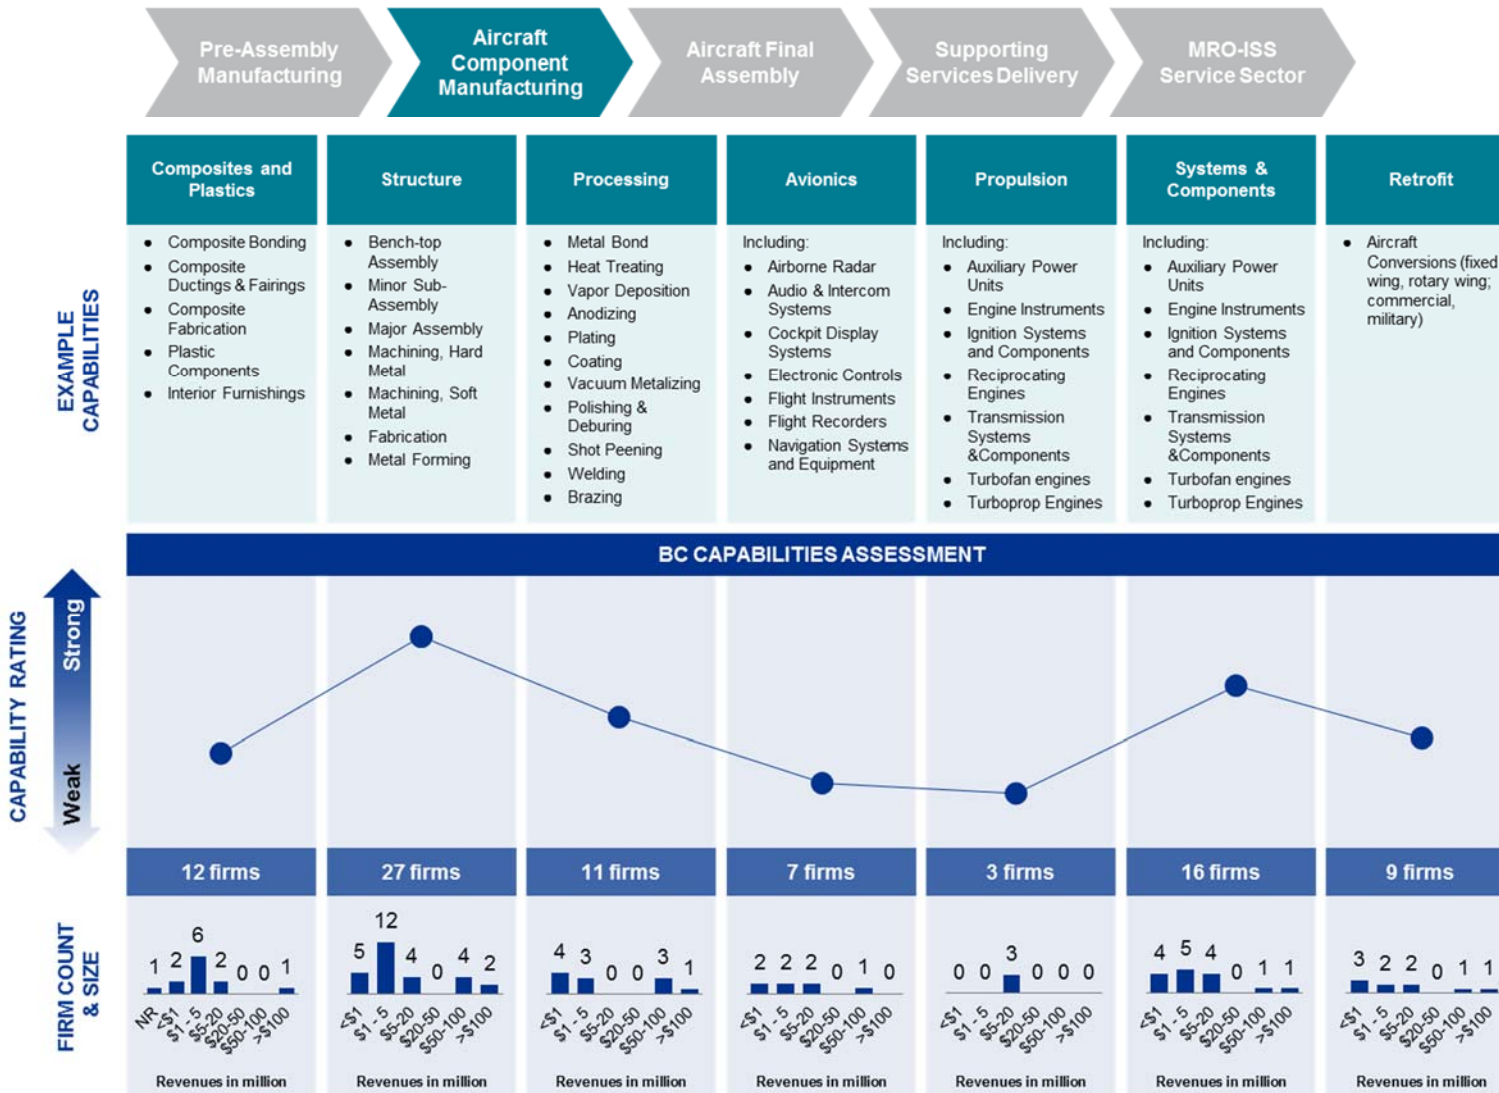 Pre-Assembly
Manufacturing
Aircraft
Component
Manufacturing
Aircraft Final
Assembly
Supporting
Services Delivery
MRO-ISS
Service Sector
EXAMPLE
CAPABILITIES
Composites and
Plastics
● Composite Bonding
● Composite
Ductings & Fairings
● Composite
Fabrication
● Plastic
Components
● Interior Furnishings
Structure
● Bench-top
Assembly
● Minor Sub-
Assembly
● Major Assembly
● Machining, Hard
Metal
● Machining, Soft
Metal
● Fabrication
● Metal Forming
Processing
● Metal Bond
● Heat Treating
● Vapor Deposition
● Anodizing
● Plating
● Coating
● Vacuum Metalizing
● Polishing &
Deburing
● Shot Peening
● Welding
● Brazing
Avionics
Including:
● Airborne Radar
● Audio & Intercom
Systems
● Cockpit Display
Systems
● Electronic Controls
● Flight Instruments
● Flight Recorders
● Navigation Systems
and Equipment
Propulsion
Including:
● Auxiliary Power
Units
● Engine Instruments
● Ignition Systems
and Components
● Reciprocating
Engines
● Transmission
Systems
&Components
● Turbofan engines
● Turboprop Engines
Systems &
Components
Including:
● Auxiliary Power
Units
● Engine Instruments
● Ignition Systems
and Components
● Reciprocating
Engines
● Transmission
Systems
&Components
● Turbofan engines
● Turboprop Engines
Retrofit
● Aircraft
Conversions (fixed
wing, rotary wing;
commercial,
military)
BC CAPABILITIES ASSESSMENT
CAPABILITY RATING
Strong
Weak
12 firms
27 firms
11 firms
7 firms
3 firms
16 firms
9 firms
FIRM COUNT
& SIZE
1 2 6 2 0 0 1
NR <$1 $1 - 5 $5-20 $20-50 $50-100 >$100
Revenues in million
5 12 4 0 4 2
<$1 $1 - 5 $5-20 $20-50 $50-100 >$100
Revenues in million
4 3 0 0 3 1
<$1 $1 - 5 $5-20 $20-50 $50-100 >$100
Revenues in million
2 2 2 0 1 0
<$1 $1 - 5 $5-20 $20-50 $50-100 >$100
Revenues in million
0 0 3 0 0 0
<$1 $1 - 5 $5-20 $20-50 $50-100 >$100
Revenues in million
4 5 4 0 1 1
<$1 $1 - 5 $5-20 $20-50 $50-100 >$100
Revenues in million
3 2 2 0 1 1
<$1 $1 - 5 $5-20 $20-50 $50-100 >$100
Revenues in million